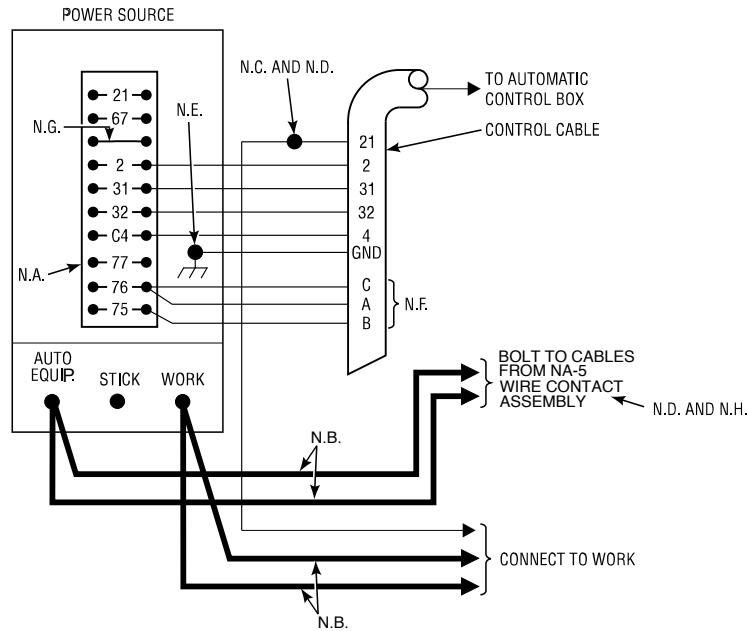 POWER SOURCE
21
67
N.G.
2
31
32
C4
77
76
75
N.A.
N.E.
N.C. AND N.D.
TO AUTOMATIC
CONTROL BOX
CONTROL CABLE
21
2
31
32
4
GND
C
A
B
N.F.
AUTO
EQUIP.
STICK
WORK
BOLT TO CABLES
FROM NA-5
WIRE CONTACT
ASSEMBLY
N.D. AND N.H.
N.B.
CONNECT TO WORK
N.B.